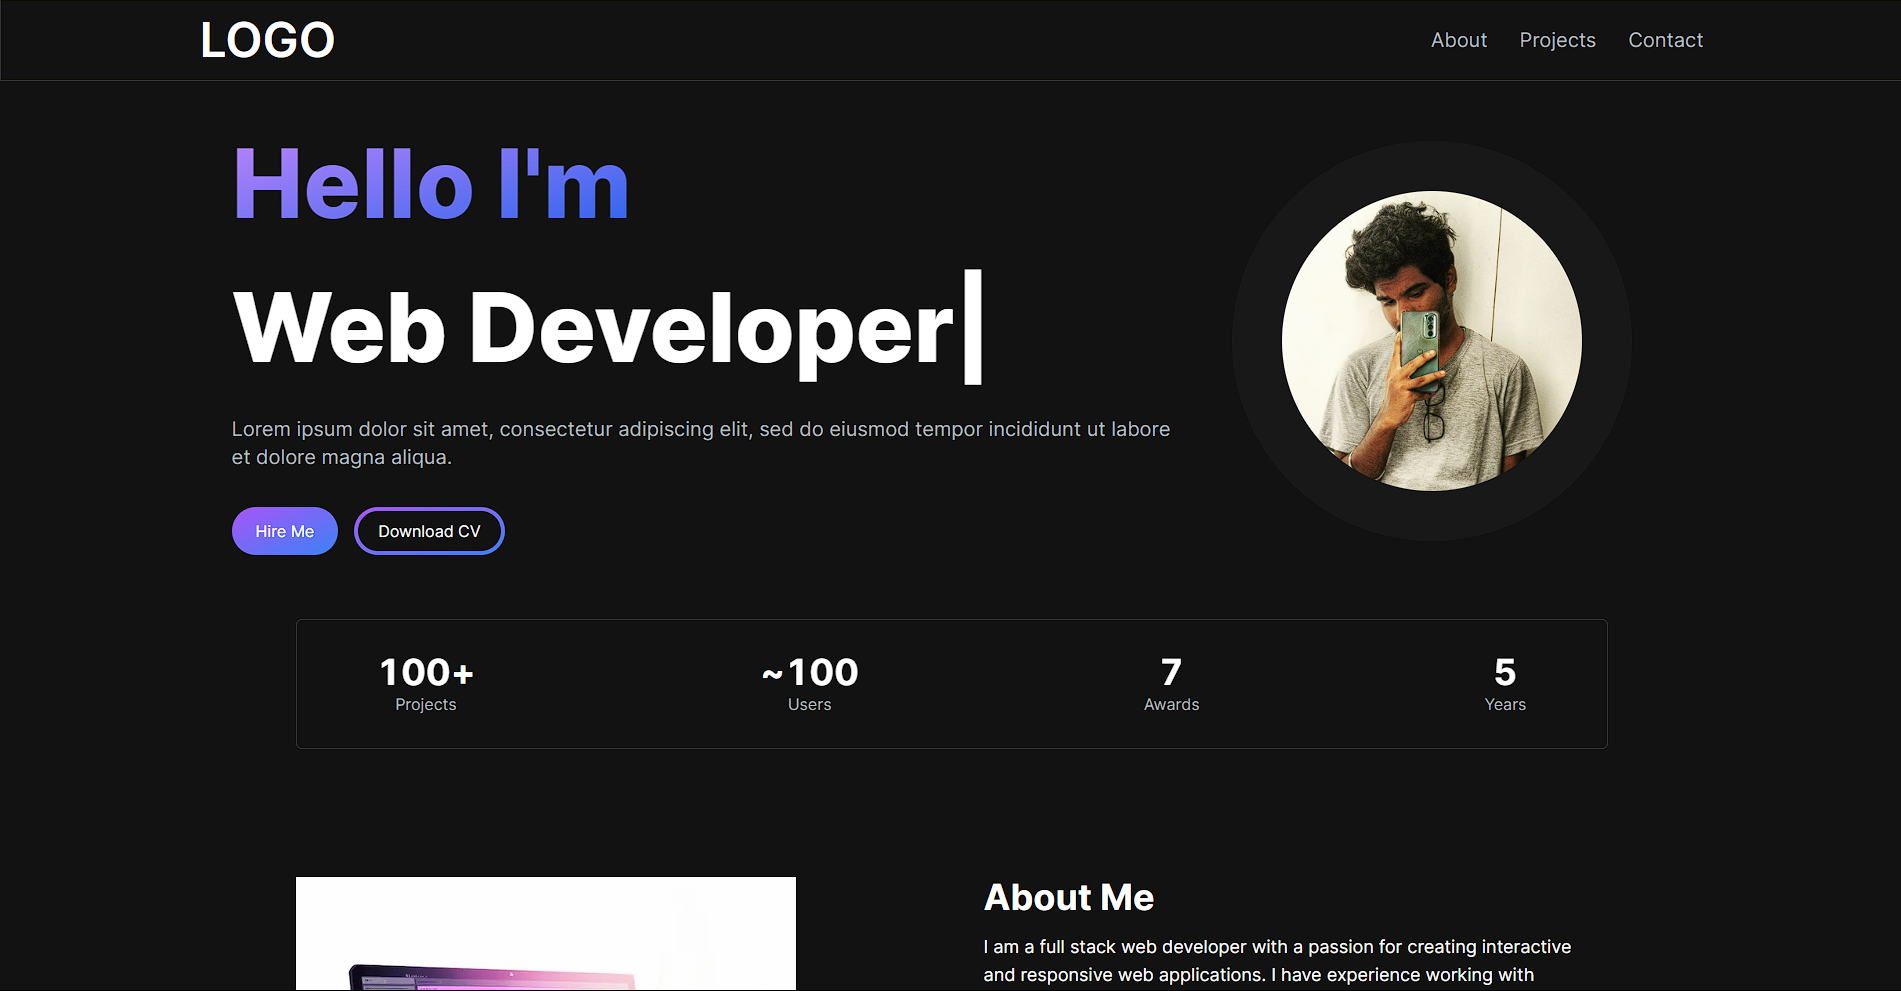 LOGO
About Projects Contact
Hello I'm
Web Developer
Lorem ipsum dolor sit amet, consectetur adipiscing elit, sed do eiusmod tempor incididunt ut labore
et dolore magna aliqua.
Hire Me Download CV
100+ ~100 7 5
Projects Users Awards Years
About Me
I am a full stack web developer with a passion for creating interactive
and responsive web applications. I have experience working with